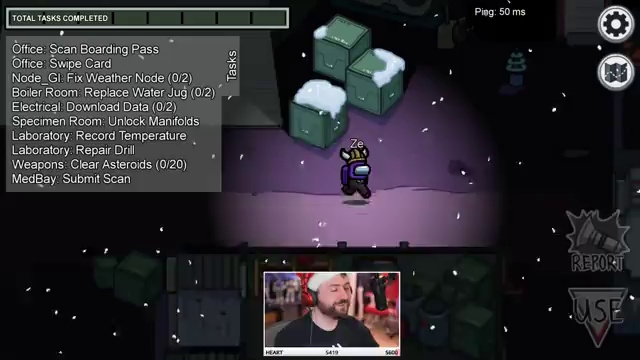 TOTAL TASKS COMPLETED
Ping: 50 ms
Office: Scan Boarding Pass
Office: Swipe Card
Node_GI: Fix Weather Node (0/2)
Boiler Room: Replace Water Jug (0/2)
Electrical: Download Data (0/2)
Specimen Room: Unlock Manifolds
Laboratory: Record Temperature
Laboratory: Repair Drill
Weapons: Clear Asteroids (0/20)
MedBay: Submit Scan
Tasks
Ze
REPORT
USE
HEART 5419 5600